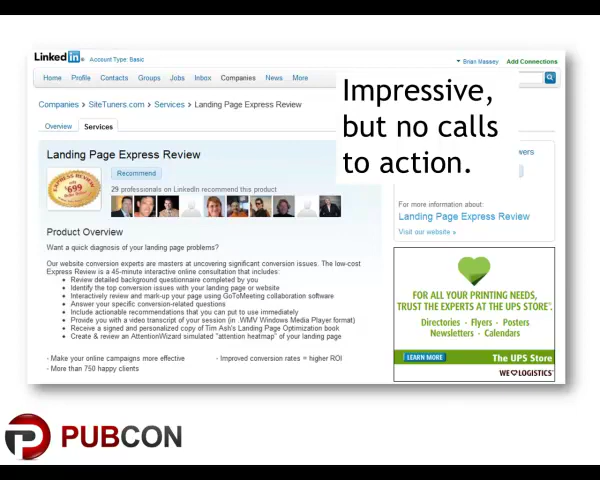 LinkedIn Account Type: Basic
Brian Massey Add Connections
Home Profile Contacts Groups Jobs Inbox Companies News More
Impressive,
but no calls
to action.
Companies > SiteTuners.com > Services > Landing Page Express Review
Overview Services
Landing Page Express Review
EXPRESS REVIEW
$699
Recommend
29 professionals on LinkedIn recommend this product
Product Overview
Want a quick diagnosis of your landing page problems?
Our website conversion experts are masters at uncovering significant conversion issues. The low-cost
Express Review is a 45-minute interactive online consultation that includes:
• Review detailed background questionnaire completed by you
• Identify the top conversion issues with your landing page or website
• Interactively review and mark-up your page using GoToMeeting collaboration software
• Answer your specific conversion-related questions
• Include actionable recommendations that you can put to use immediately
• Provide you with a video transcript of your session (in .WMV Windows Media Player format)
• Receive a signed and personalized copy of Tim Ash's Landing Page Optimization book
• Create & review an AttentionWizard simulated "attention heatmap" of your landing page
- Make your online campaigns more effective - Improved conversion rates = higher ROI
- More than 750 happy clients
For more information about:
Landing Page Express Review
Visit our website »
FOR ALL YOUR PRINTING NEEDS,
TRUST THE EXPERTS AT THE UPS STORE®.
Directories · Flyers · Posters
Newsletters · Calendars
LEARN MORE The UPS Store
WE ♥ LOGISTICS
PUBCON